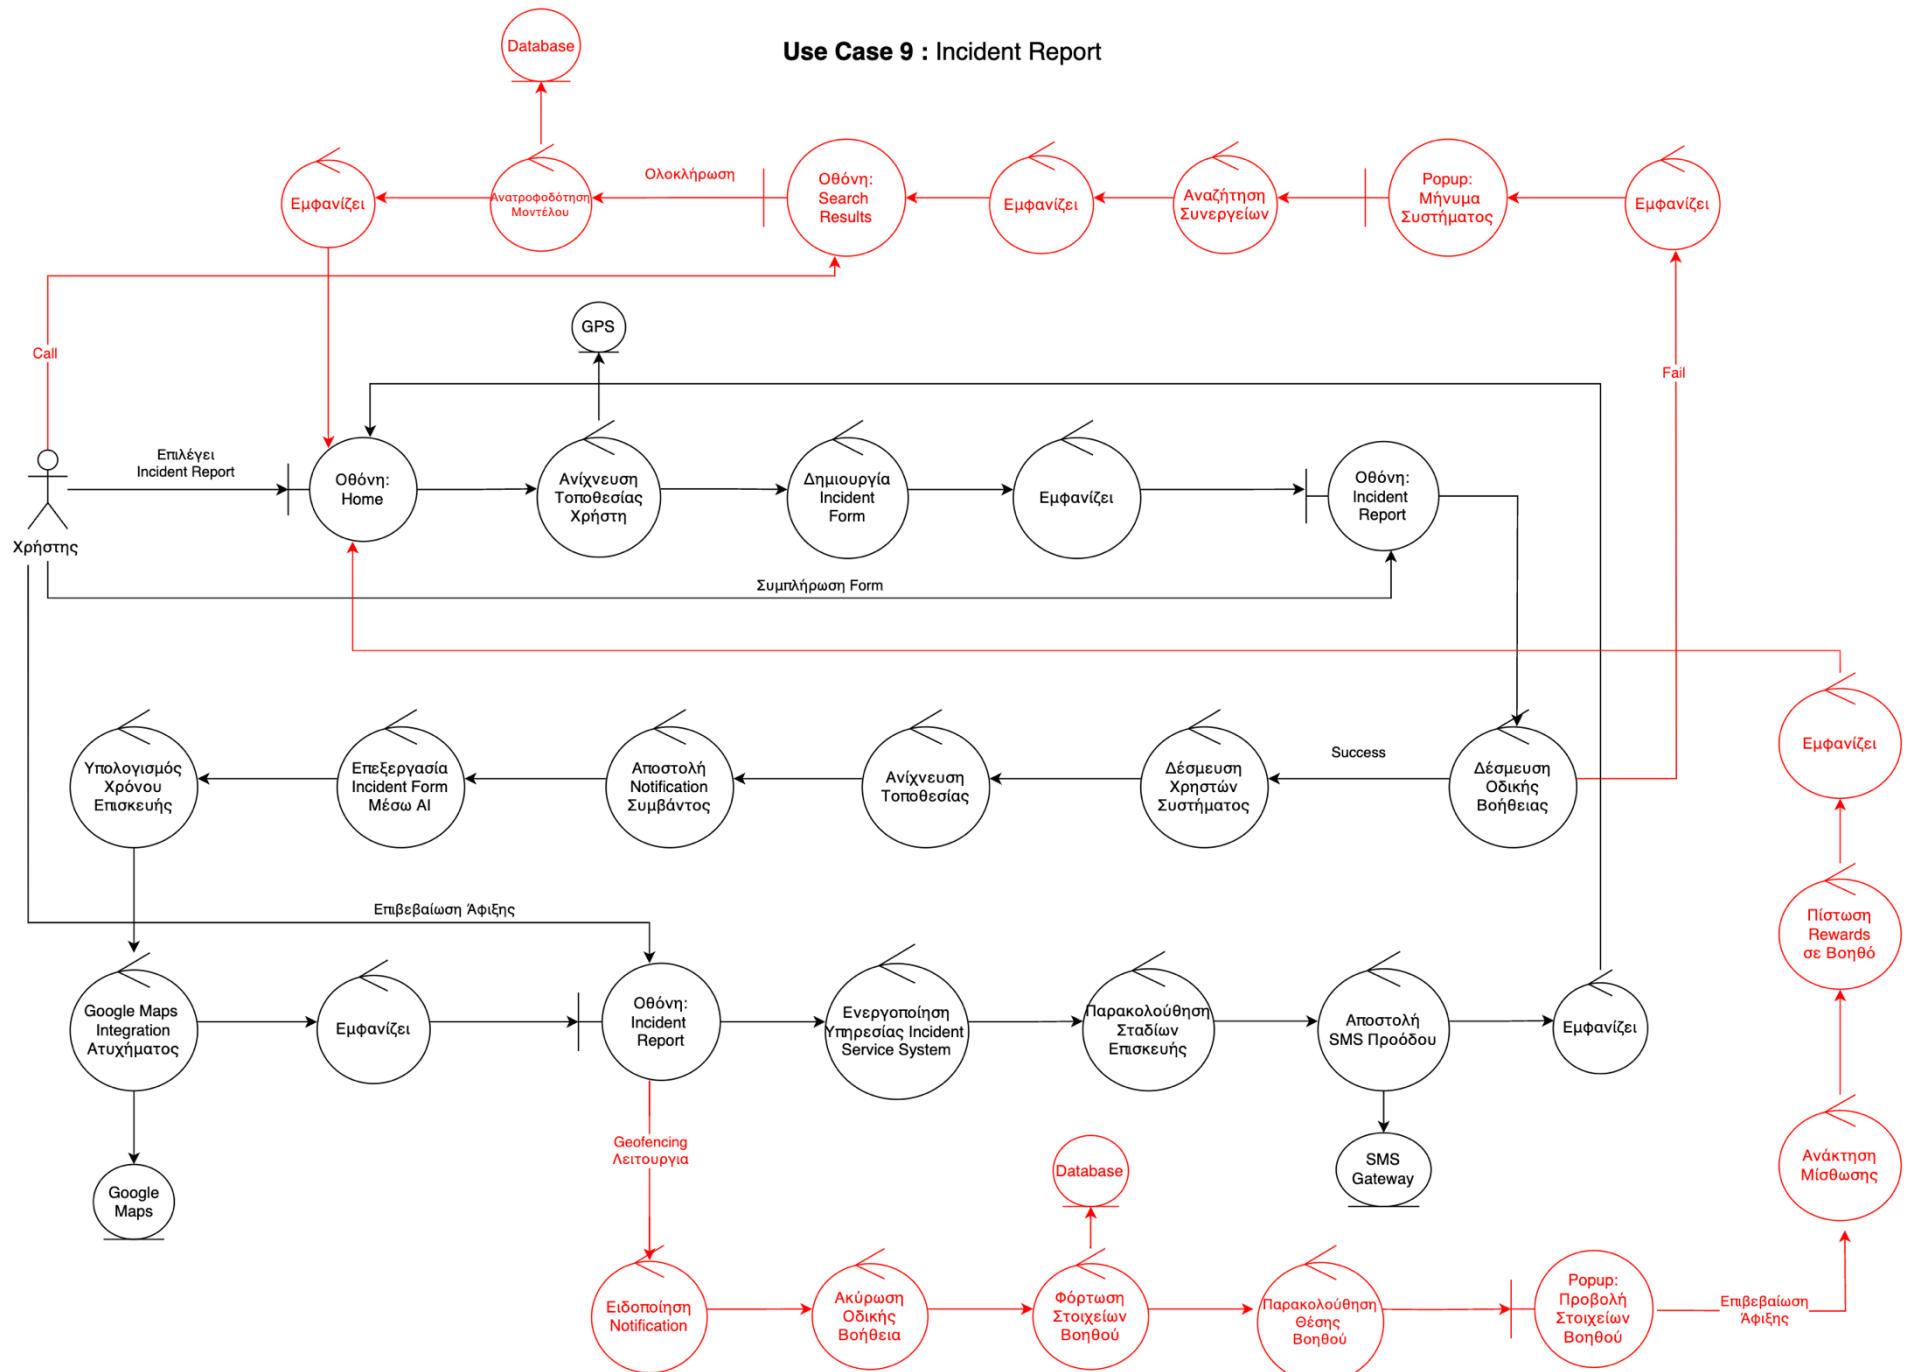 Database
Use Case 9 : Incident Report
Εμφανίζει
Ανατροφοδότηση
Μοντέλου
Ολοκλήρωση
Οθόνη:
Search
Results
Εμφανίζει
Αναζήτηση
Συνεργείων
Popup:
Μήνυμα
Συστήματος
Εμφανίζει
GPS
Call
Fail
Χρήστης
Επιλέγει
Incident Report
Οθόνη:
Home
Ανίχνευση
Τοποθεσίας
Χρήστη
Δημιουργία
Incident
Form
Εμφανίζει
Οθόνη:
Incident
Report
Συμπλήρωση Form
Υπολογισμός
Χρόνου
Επισκευής
Επεξεργασία
Incident Form
Μέσω AI
Αποστολή
Notification
Συμβάντος
Ανίχνευση
Τοποθεσίας
Δέσμευση
Χρηστών
Συστήματος
Success
Δέσμευση
Οδικής
Βοήθειας
Εμφανίζει
Επιβεβαίωση Άφιξης
Πίστωση
Rewards
σε Βοηθό
Google Maps
Integration
Ατυχήματος
Εμφανίζει
Οθόνη:
Incident
Report
Ενεργοποίηση
Υπηρεσίας Incident
Service System
Παρακολούθηση
Σταδίων
Επισκευής
Αποστολή
SMS Προόδου
Εμφανίζει
Google
Maps
Geofencing
Λειτουργια
Database
SMS
Gateway
Ανάκτηση
Μίσθωσης
Ειδοποίηση
Notification
Ακύρωση
Οδικής
Βοήθεια
Φόρτωση
Στοιχείων
Βοηθού
Παρακολούθηση
Θέσης
Βοηθού
Popup:
Προβολή
Στοιχείων
Βοηθού
Επιβεβαίωση
Άφιξης